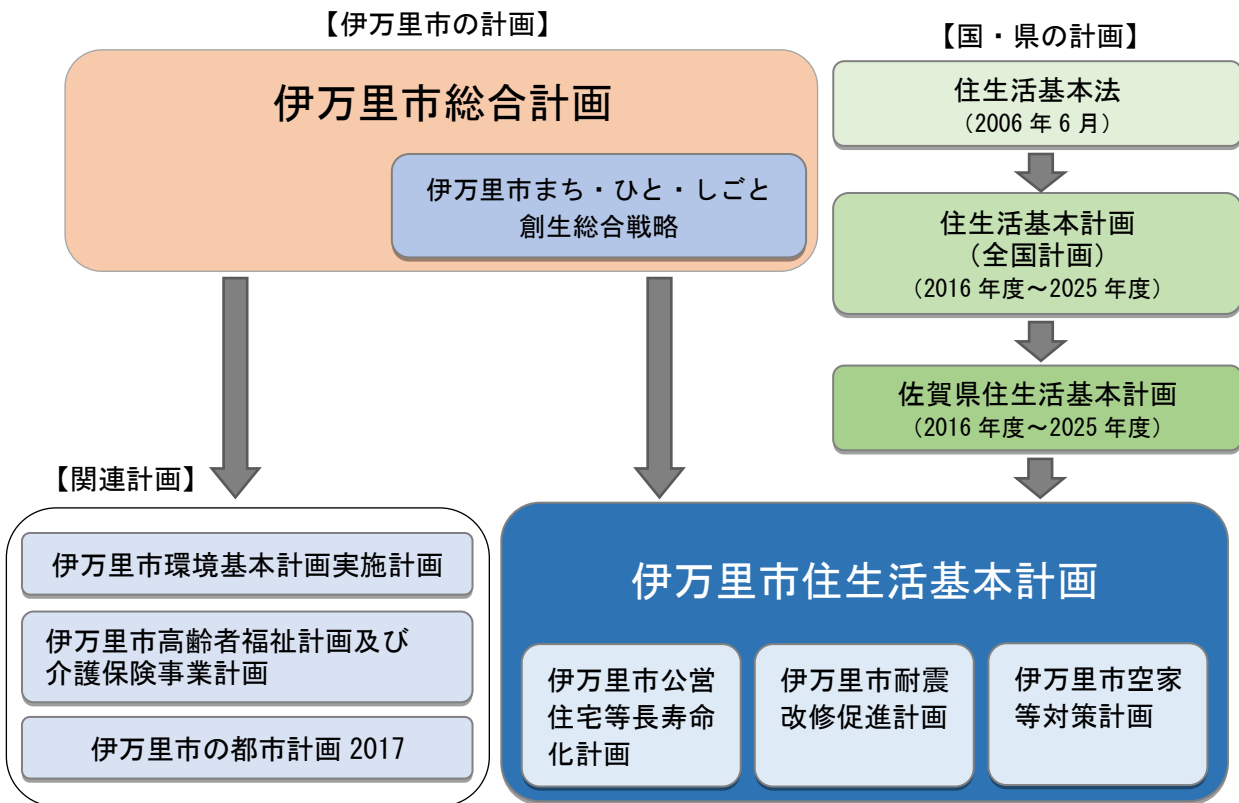 【伊万里市の計画】
伊万里市総合計画
伊万里市まち・ひと・しごと
創生総合戦略
【国・県の計画】
住生活基本法
（2006 年 6 月）
住生活基本計画
（全国計画）
（2016 年度～2025 年度）
佐賀県住生活基本計画
（2016 年度～2025 年度）
【関連計画】
伊万里市環境基本計画実施計画
伊万里市高齢者福祉計画及び
介護保険事業計画
伊万里市の都市計画 2017
伊万里市住生活基本計画
伊万里市公営
住宅等長寿命
化計画
伊万里市耐震
改修促進計画
伊万里市空家
等対策計画